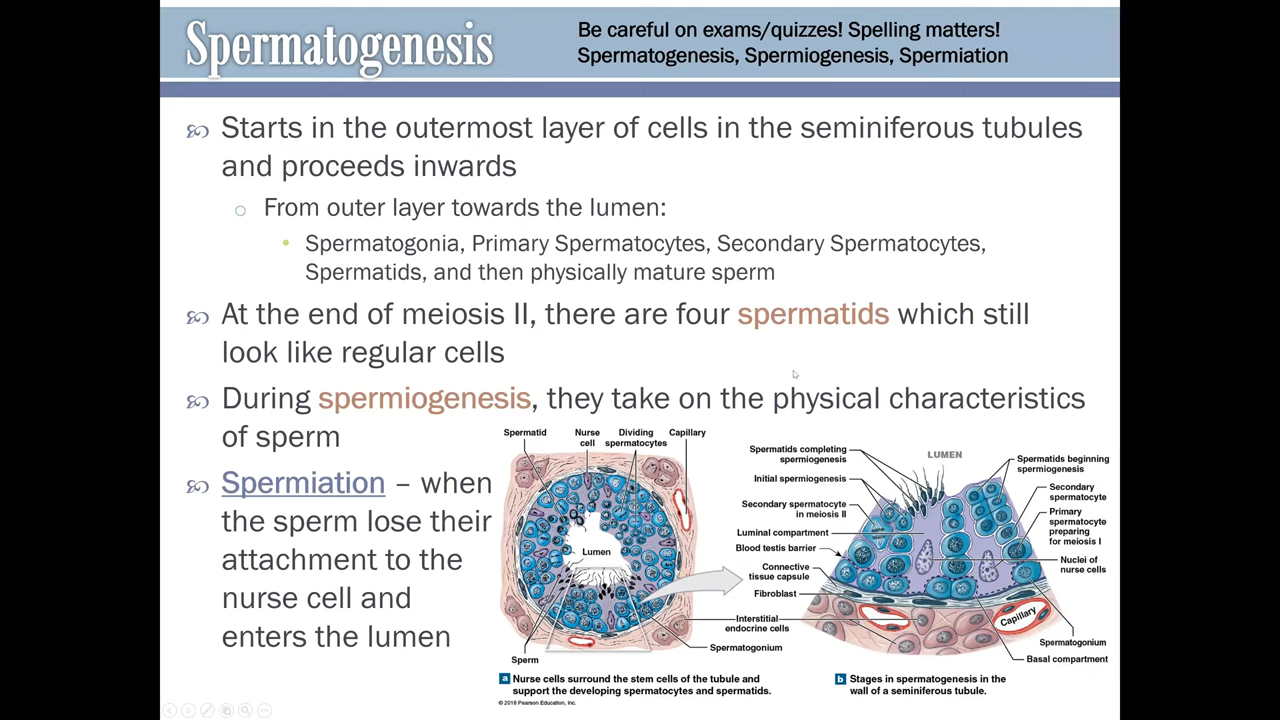 Spermatogenesis
Be careful on exams/quizzes! Spelling matters!
Spermatogenesis, Spermiogenesis, Spermiation
Starts in the outermost layer of cells in the seminiferous tubules
and proceeds inwards
From outer layer towards the lumen:
Spermatogonia, Primary Spermatocytes, Secondary Spermatocytes,
Spermatids, and then physically mature sperm
At the end of meiosis II, there are four spermatids which still
look like regular cells
During spermiogenesis, they take on the physical characteristics
of sperm
Spermiation – when
the sperm lose their
attachment to the
nurse cell and
enters the lumen
Spermatid
Nurse
cell
Dividing
spermatocytes
Capillary
Lumen
Sperm
Spermatogonium
Interstitial
endocrine cells
a Nurse cells surround the stem cells of the tubule and
support the developing spermatocytes and spermatids.
© 2018 Pearson Education, Inc.
Spermatids completing
spermiogenesis
Initial spermiogenesis
Secondary spermatocyte
in meiosis II
Luminal compartment
Blood testis barrier
Connective
tissue capsule
Fibroblast
LUMEN
Spermatids beginning
spermiogenesis
Secondary
spermatocyte
Primary
spermatocyte
preparing
for meiosis I
Nuclei of
nurse cells
Capillary
Spermatogonium
Basal compartment
b Stages in spermatogenesis in the
wall of a seminiferous tubule.